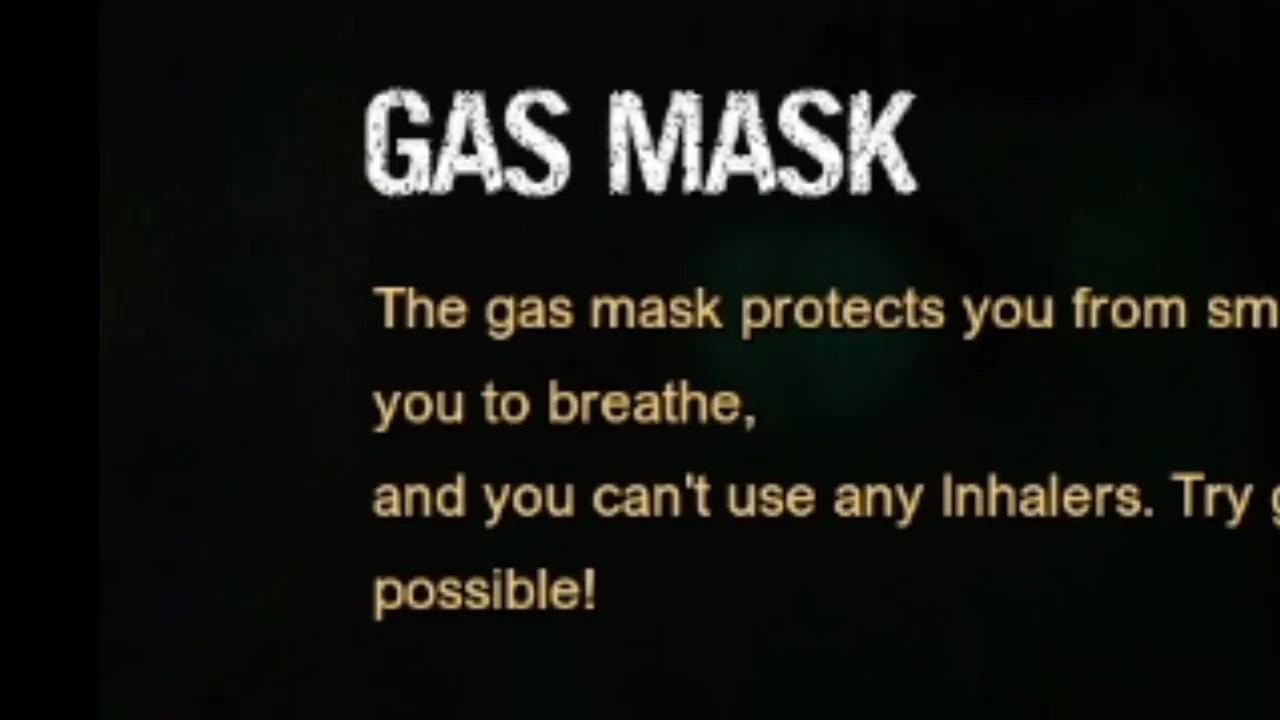 GAS MASK
The gas mask protects you from sm
you to breathe,
and you can't use any Inhalers. Try
possible!